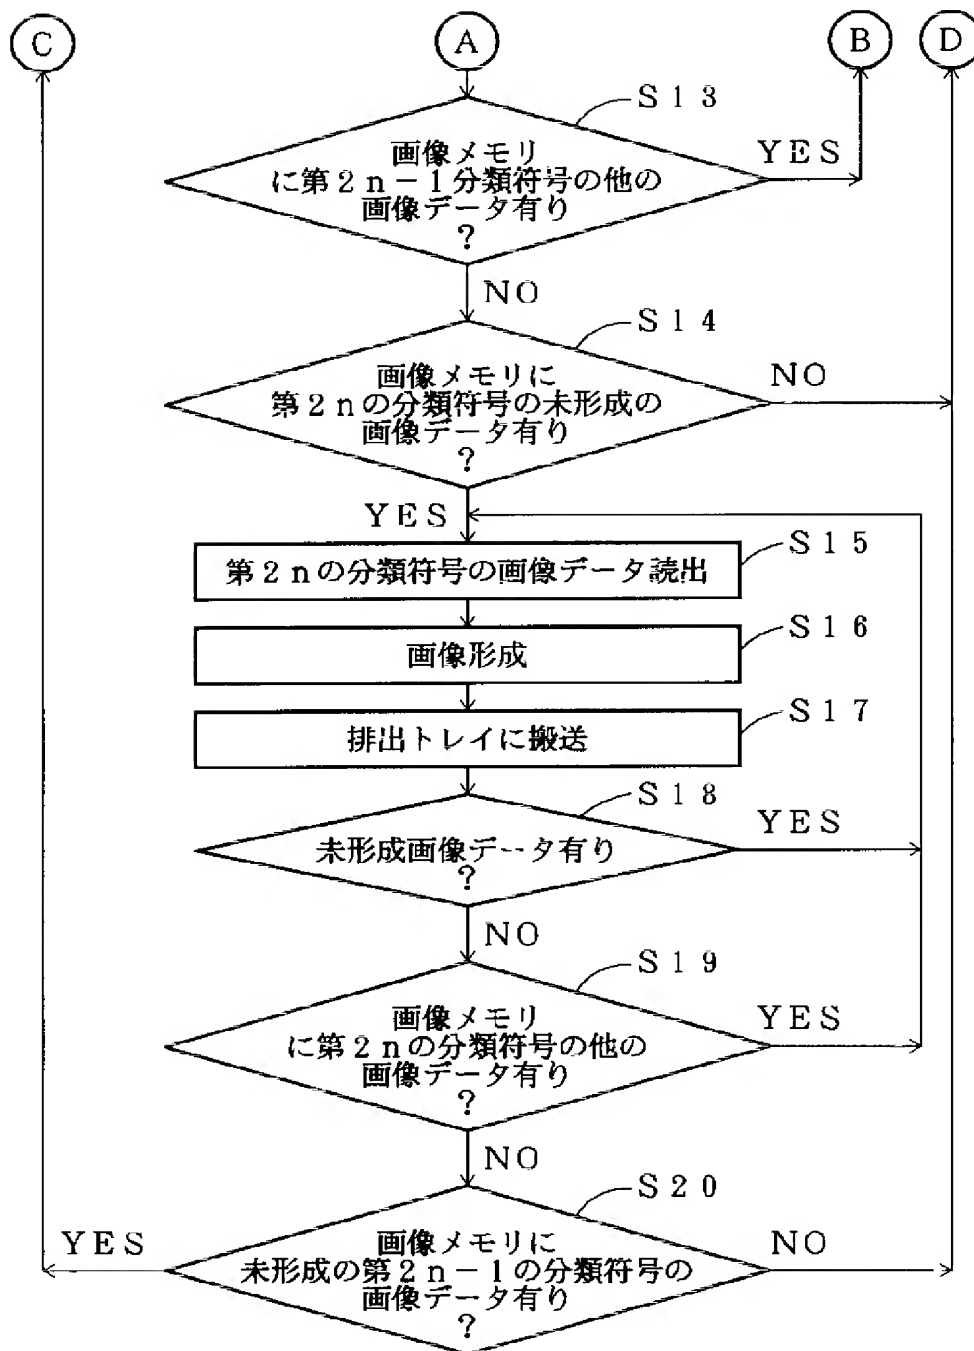 C
A
B
D
S13
画像メモリ
に第2n-1分類符号の他の
画像データ有り
?
YES
NO
S14
画像メモリに
第2nの分類符号の未形成の
画像データ有り
?
NO
YES
S15
第2nの分類符号の画像データ読出
S16
画像形成
S17
排出トレイに搬送
S18
未形成画像データ有り
?
YES
NO
S19
画像メモリ
に第2nの分類符号の他の
画像データ有り
?
YES
NO
S20
画像メモリに
未形成の第2n-1の分類符号の
画像データ有り
?
YES
NO